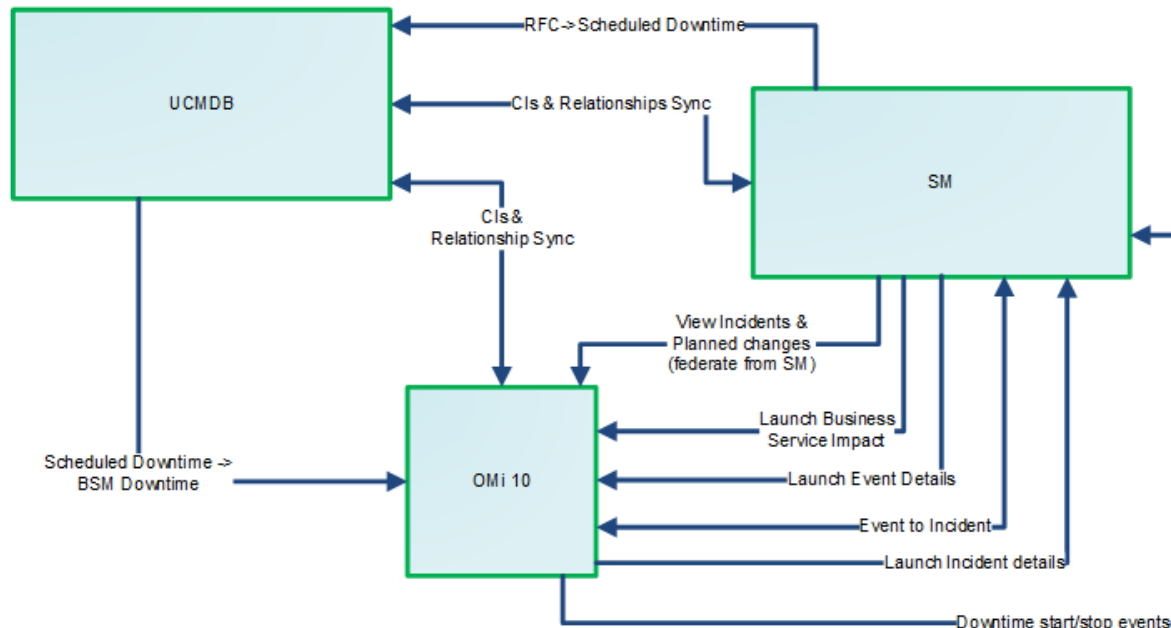 RFC->Scheduled Downtime
UCMDB
CIs & Relationships Sync
SM
CIs &
Relationship Sync
View Incidents &
Planned changes
(federate from SM)
Launch Business
Service Impact
Scheduled Downtime ->
BSM Downtime
OMi 10
Launch Event Details
Event to Incident
Launch Incident details
Downtime start/stop events